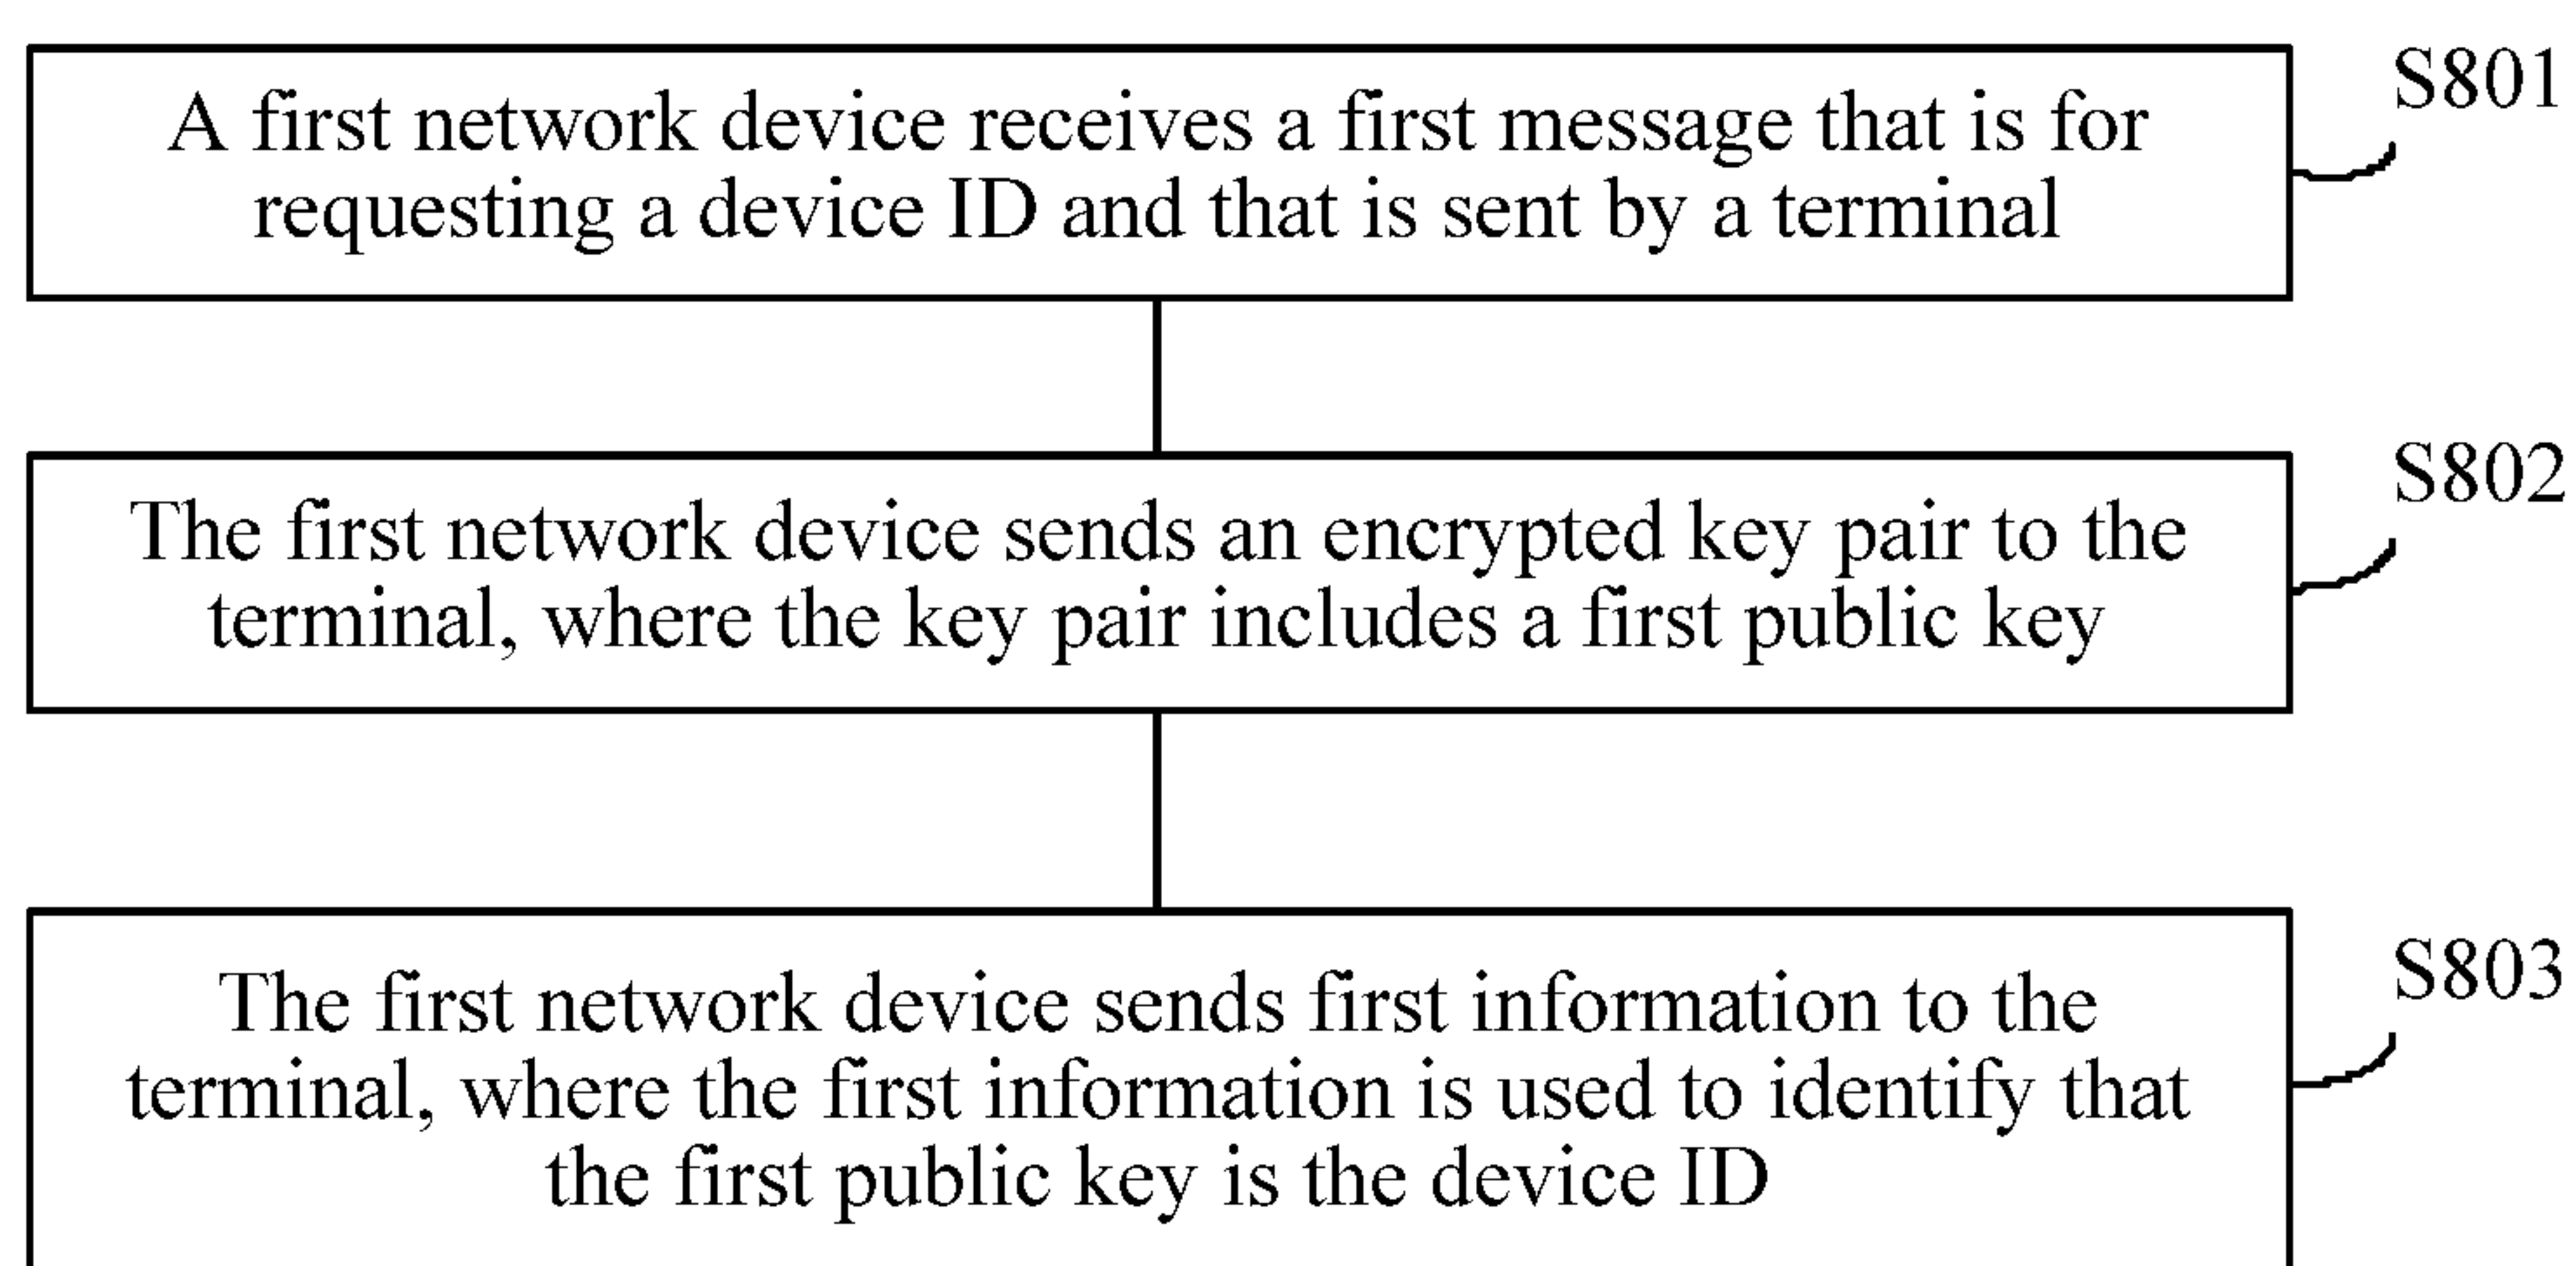 A first network device receives a first message that is for
requesting a device ID and that is sent by a terminal
S801
The first network device sends an encrypted key pair to the
terminal, where the key pair includes a first public key
S802
The first network device sends first information to the
terminal, where the first information is used to identify that
the first public key is the device ID
S803